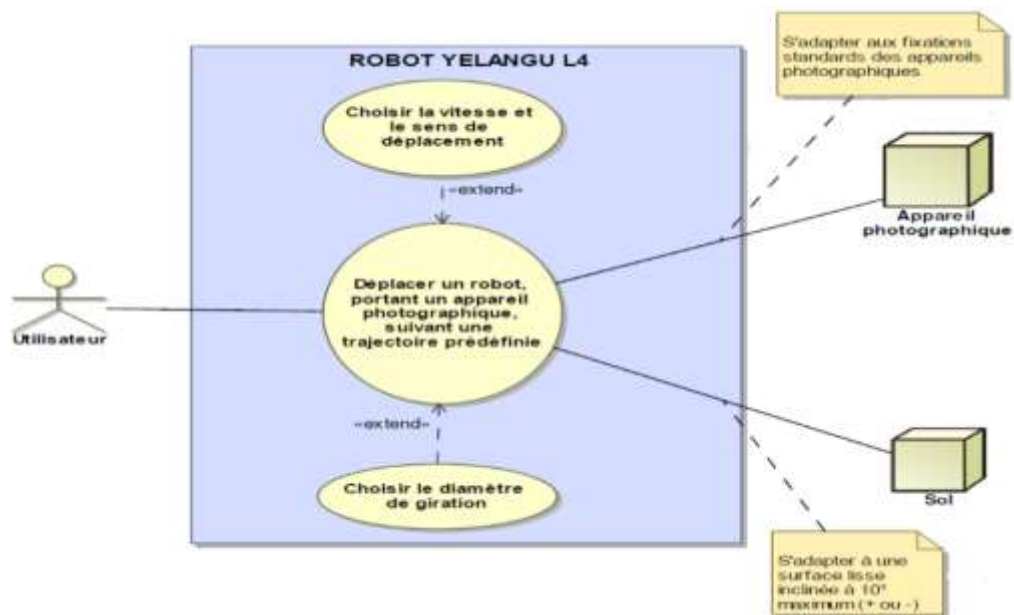 ROBOT YELANGU L4
S'adapter aux fixations
standards des appareils
photographiques
Choisir la vitesse et
le sens de
déplacement
«extend»
Appareil
photographique
Déplacer un robot,
portant un appareil
photographique,
suivant une
trajectoire prédéfinie
Utilisateur
«extend»
Choisir le diamètre
de giration
Sol
S'adapter à une
surface lisse
inclinée à 10°
maximum (+ ou -)